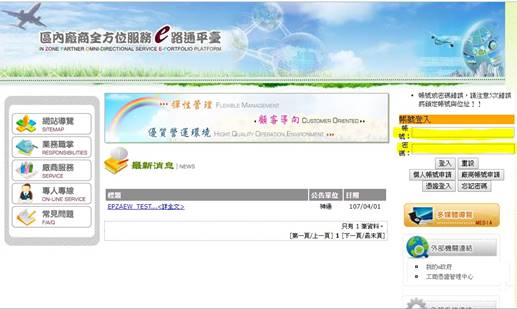 區內廠商全方位服務e路通平臺
IN ZONE PARTNER OMNI-DIRECTIONAL SERVICE E-PORTFOLIO PLATFORM
網站導覽
SITEMAP
業務職掌
RESPONSIBILITIES
廠商服務
SERVICE
專人專線
ON-LINE SERVICE
常見問題
FAQ
彈性管理 FLEXIBLE MANAGEMENT
顧客導向 CUSTOMER ORIENTED
優質營運環境 HIGHT QUALITY OPERATION ENVIRONMENT
最新消息 | NEWS
標題 公告單位 日期
EPZAEW TEST...<詳全文> 107/04/01
只有 1 筆資料。
[第一頁/上一頁] 1 [下一頁/最末頁]
帳號或密碼錯誤，請注意3次錯誤將鎖定帳號與位址！！
帳號登入
帳號：
密碼：
登入 重設
個人帳號申請 廠商帳號申請
憑證登入 忘記密碼
多媒體導覽
MEDIA
外部機關連結
我的e政府
工商憑證管理中心